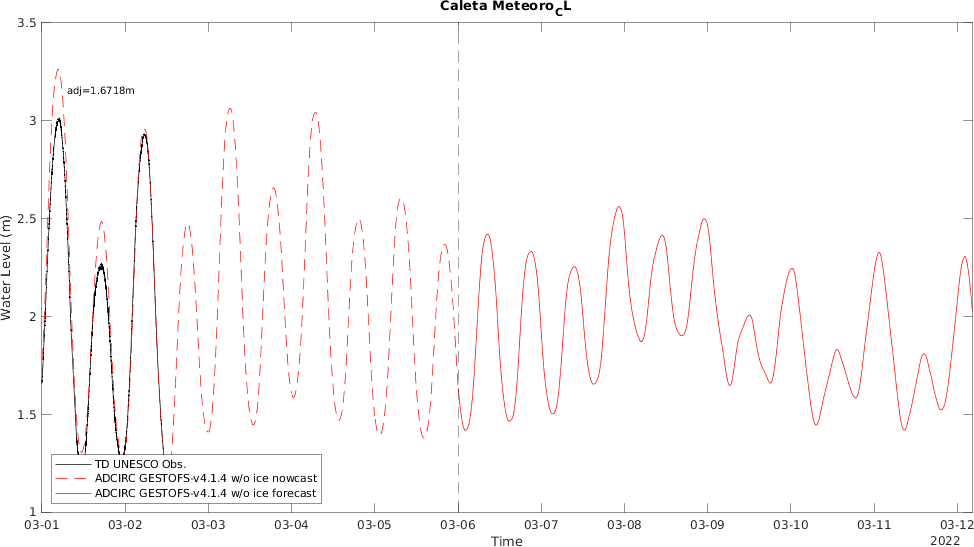 Caleta MeteoroCL
3.5
adj=1.6718m
3
2.5
Water Level (m)
2
1.5
TD UNESCO Obs.
ADCIRC GESTOFS-v4.1.4 w/o ice nowcast
ADCIRC GESTOFS-v4.1.4 w/o ice forecast
1
03-01 03-02 03-03 03-04 03-05 03-06 03-07 03-08 03-09 03-10 03-11 03-12
Time 2022